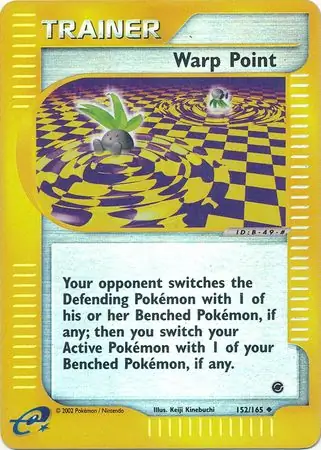 TRAINER
Warp Point
ID:B-49-#
Your opponent switches the
Defending Pokémon with 1 of
his or her Benched Pokémon, if
any; then you switch your
Active Pokémon with 1 of your
Benched Pokémon, if any.
e
© 2002 Pokémon / Nintendo
Illus. Keiji Kinebuchi
152/165 ◆